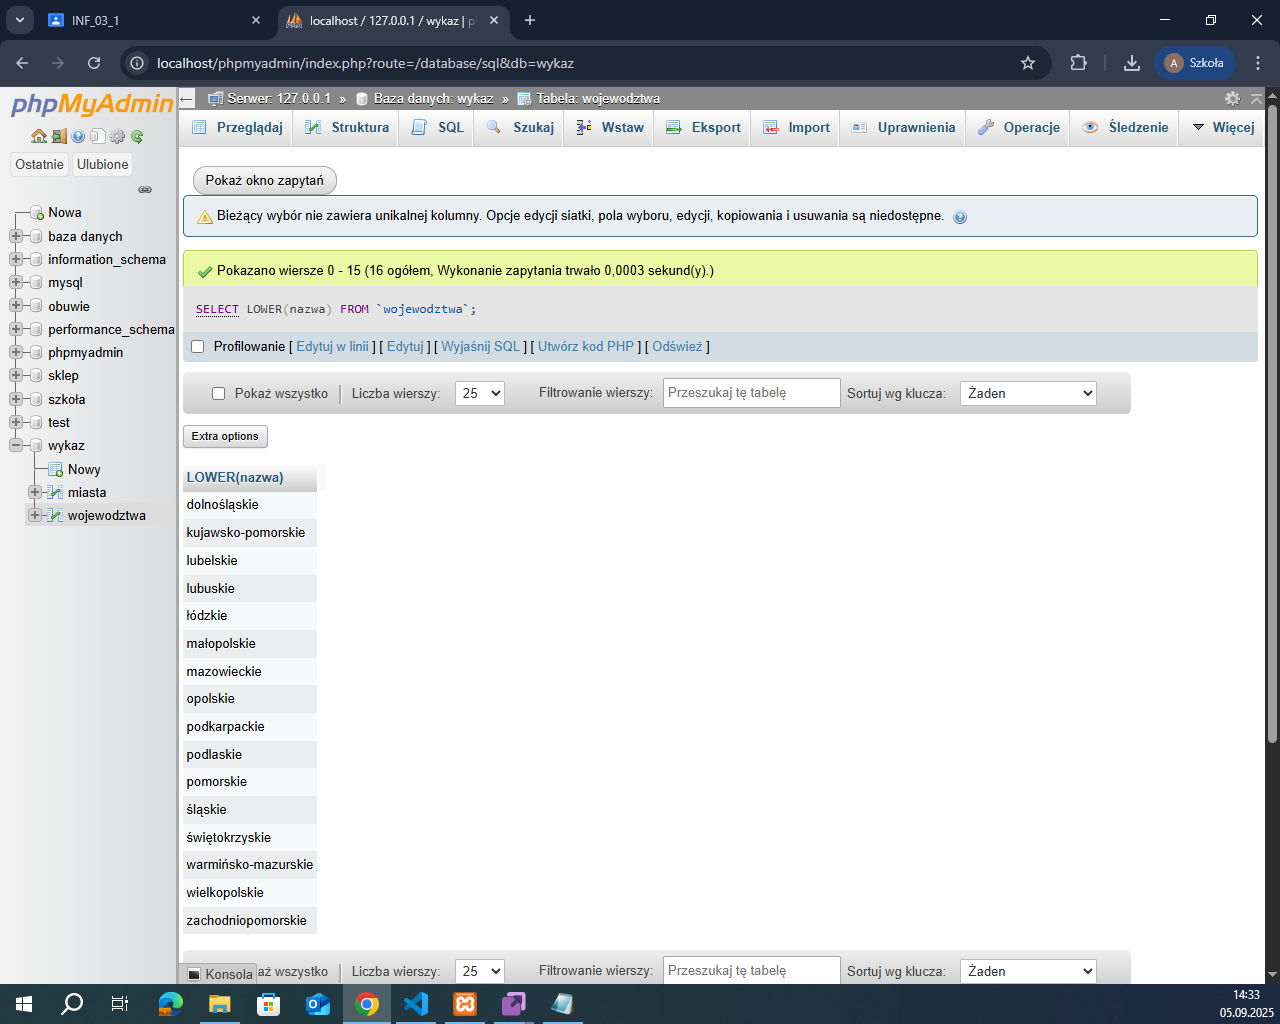 INF_03_1
localhost / 127.0.0.1 / wykaz | p
localhost/phpmyadmin/index.php?route=/database/sql&db=wykaz
A Szkoła
phpMyAdmin
Ostatnie Ulubione
Nowa
baza danych
information_schema
mysql
obuwie
performance_schema
phpmyadmin
sklep
szkoła
test
wykaz
Nowy
miasta
wojewodztwa
Serwer: 127.0.0.1 » Baza danych: wykaz » Tabela: wojewodztwa
Przeglądaj Struktura SQL Szukaj Wstaw Eksport Import Uprawnienia Operacje Śledzenie Więcej
Pokaż okno zapytań
Bieżący wybór nie zawiera unikalnej kolumny. Opcje edycji siatki, pola wyboru, edycji, kopiowania i usuwania są niedostępne.
Pokazano wiersze 0 - 15 (16 ogółem, Wykonanie zapytania trwało 0,0003 sekund(y).)
SELECT LOWER(nazwa) FROM `wojewodztwa`;
Profilowanie [ Edytuj w linii ] [ Edytuj ] [ Wyjaśnij SQL ] [ Utwórz kod PHP ] [ Odśwież ]
Pokaż wszystko Liczba wierszy: 25 Filtrowanie wierszy: Przeszukaj tę tabelę Sortuj wg klucza: Żaden
Extra options
LOWER(nazwa)
dolnośląskie
kujawsko-pomorskie
lubelskie
lubuskie
łódzkie
małopolskie
mazowieckie
opolskie
podkarpackie
podlaskie
pomorskie
śląskie
świętokrzyskie
warmińsko-mazurskie
wielkopolskie
zachodniopomorskie
Konsola aż wszystko Liczba wierszy: 25 Filtrowanie wierszy: Przeszukaj tę tabelę Sortuj wg klucza: Żaden
14:33
05.09.2025